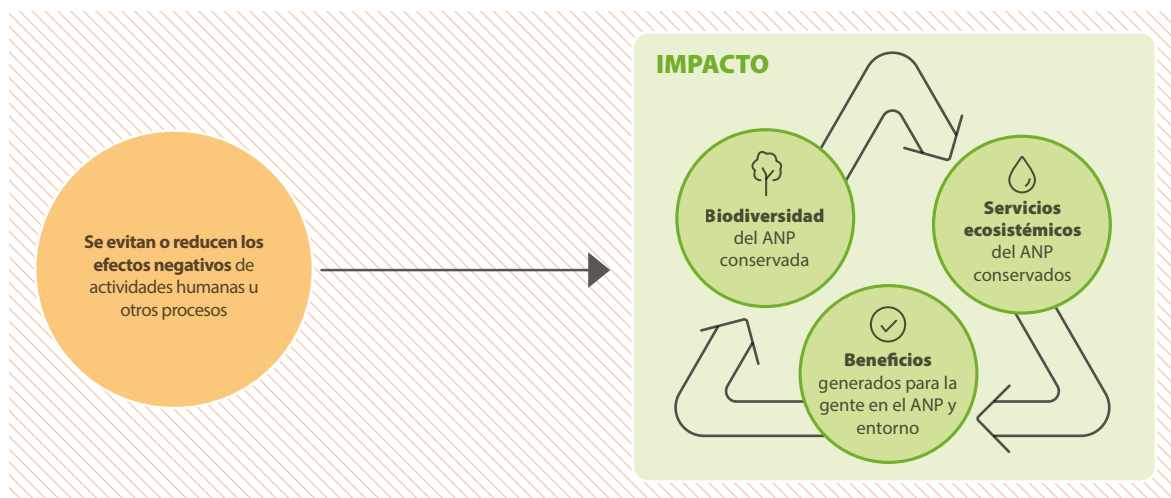 Se evitan o reducen los
efectos negativos de
actividades humanas u
otros procesos
IMPACTO
Biodiversidad
del ANP
conservada
Servicios
ecosistémicos
del ANP
conservados
Beneficios
generados para la
gente en el ANP y
entorno